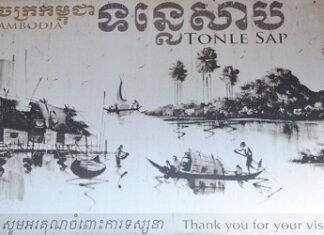 ចក្រកម្ពុជា
CAMBODIA
ទន្លេសាប
TONLE SAP
សូមអរគុណចំពោះការទស្សនា
Thank you for your vis